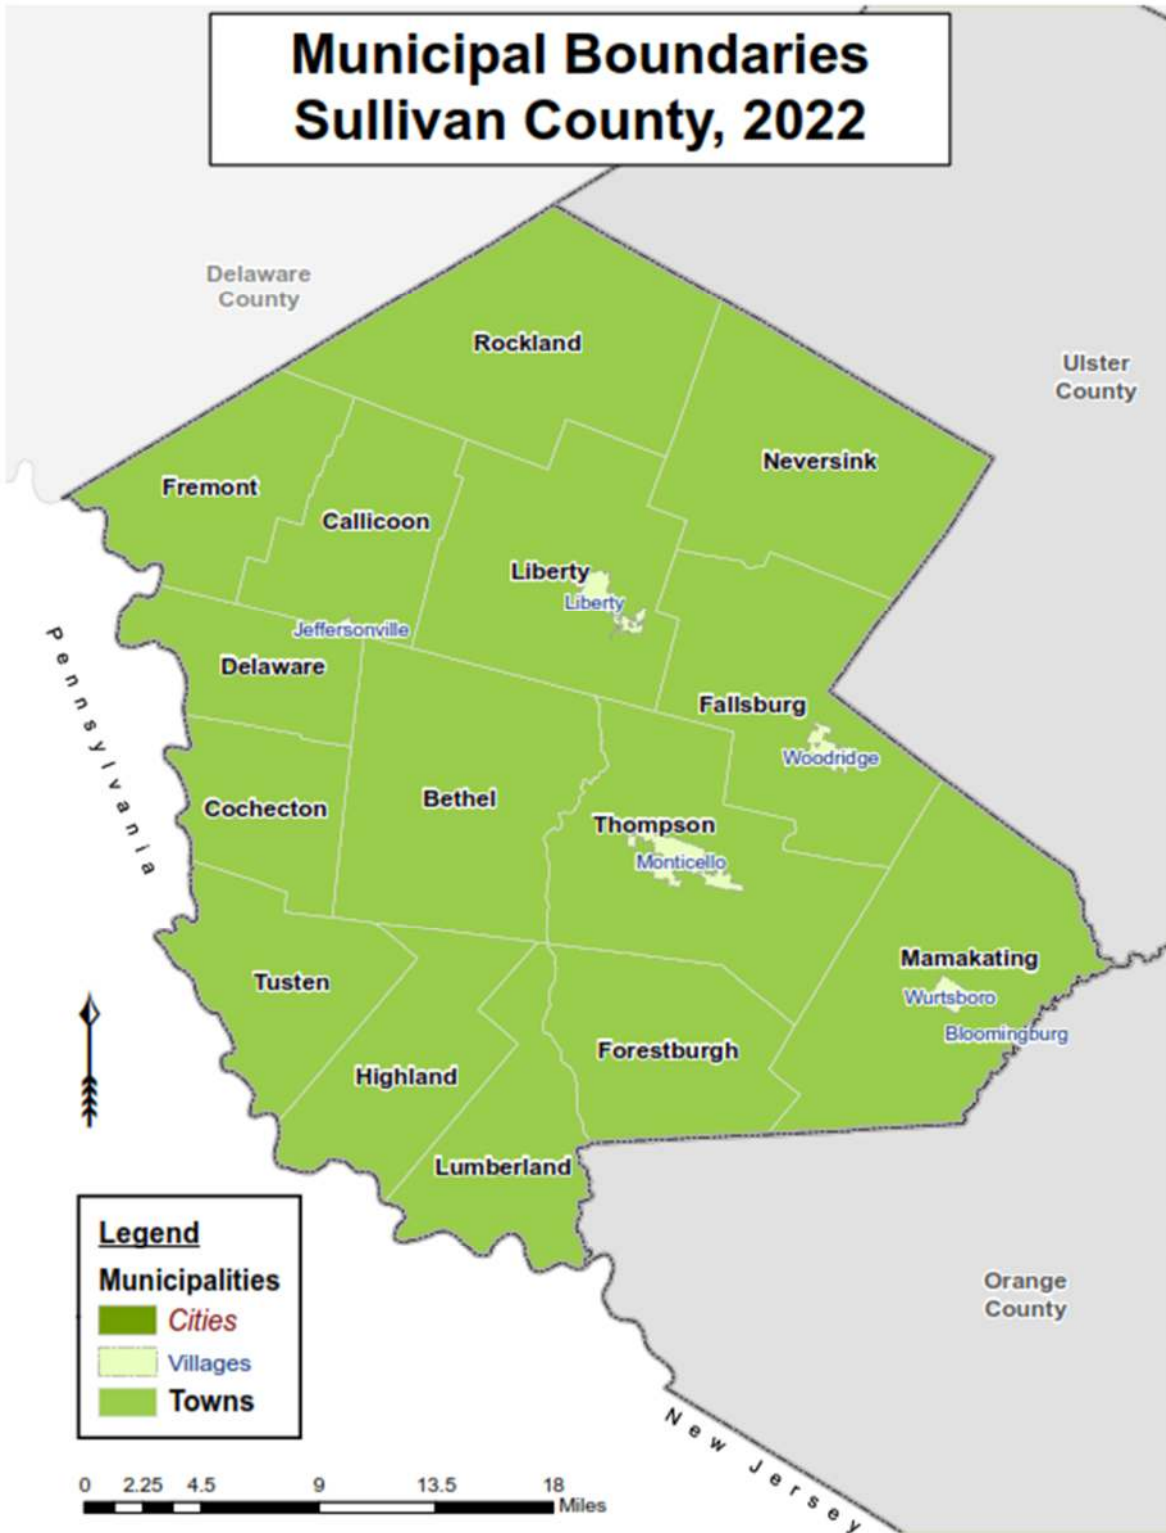 Municipal Boundaries
Sullivan County, 2022
Delaware
County
Rockland
Ulster
County
Neversink
Fremont
Callicoon
Liberty
Liberty
Jeffersonville
Delaware
Pennsylvania
Fallsburg
Woodridge
Bethel
Cochecton
Thompson
Monticello
Mamakating
Wurtsboro
Bloomingburg
Tusten
Forestburgh
Highland
Lumberland
Legend
Municipalities
Cities
Villages
Towns
Orange
County
New Jersey
0 2.25 4.5 9 13.5 18
Miles